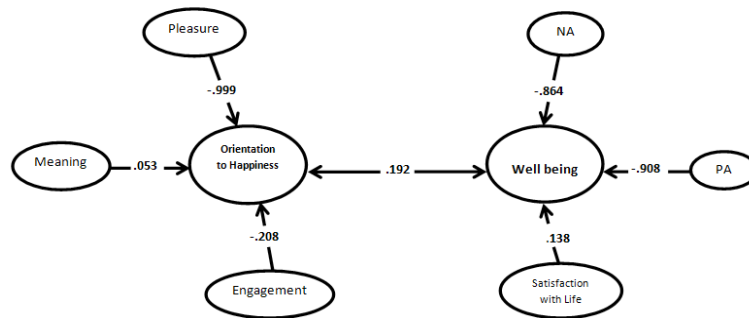 Pleasure
NA
-.999
-.864
Orientation
to Happiness
Meaning
.053
.192
Well being
-.908
PA
-.208
.138
Engagement
Satisfaction
with Life